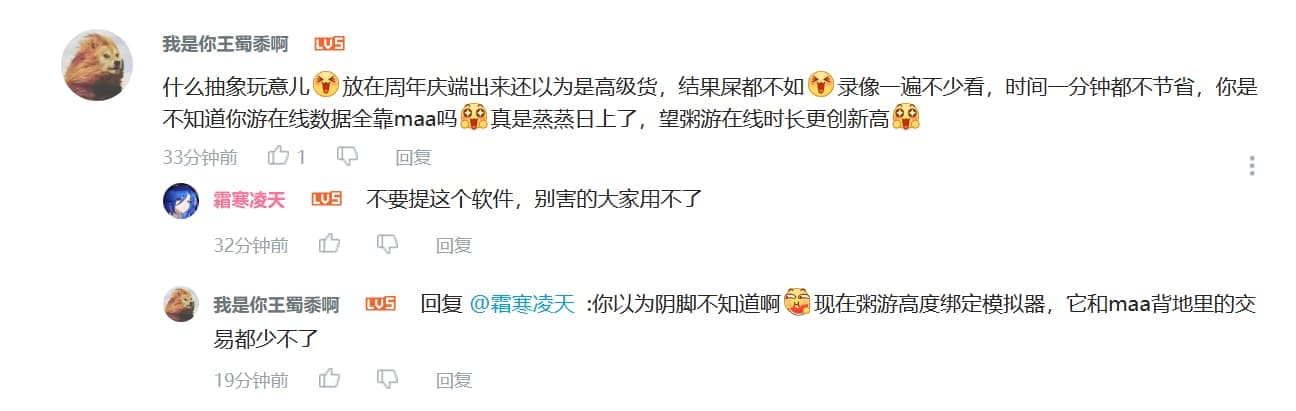 我是你王蜀黍啊 LV5
什么抽象玩意儿放在周年庆端出来还以为是高级货，结果屎都不如录像一遍不少看，时间一分钟都不节省，你是
不知道你游在线数据全靠maa吗真是蒸蒸日上了，望粥游在线时长更创新高
33分钟前 1 回复
霜寒凌天 LV5 不要提这个软件，别害的大家用不了
32分钟前 回复
我是你王蜀黍啊 LV5 回复 @霜寒凌天 :你以为阴脚不知道啊现在粥游高度绑定模拟器，它和maa背地里的交
易都少不了
19分钟前 回复